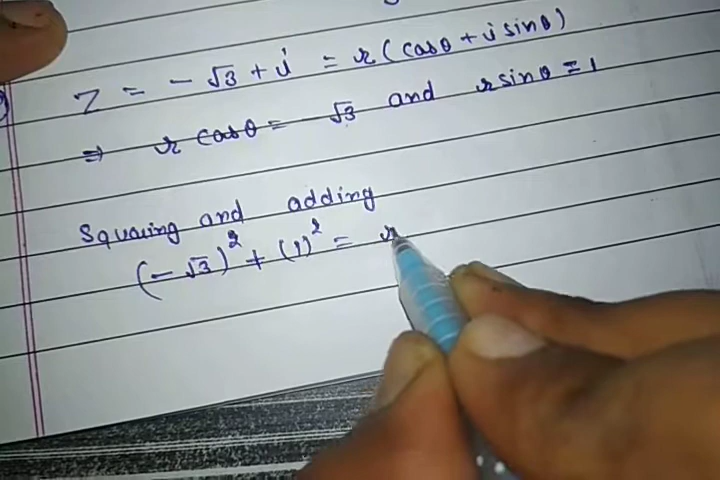 Z = - √3 + i = r (cosθ + i sinθ)
⇒ r cosθ = - √3 and r sinθ = 1
Squaring and adding
(- √3)² + (1)² = r